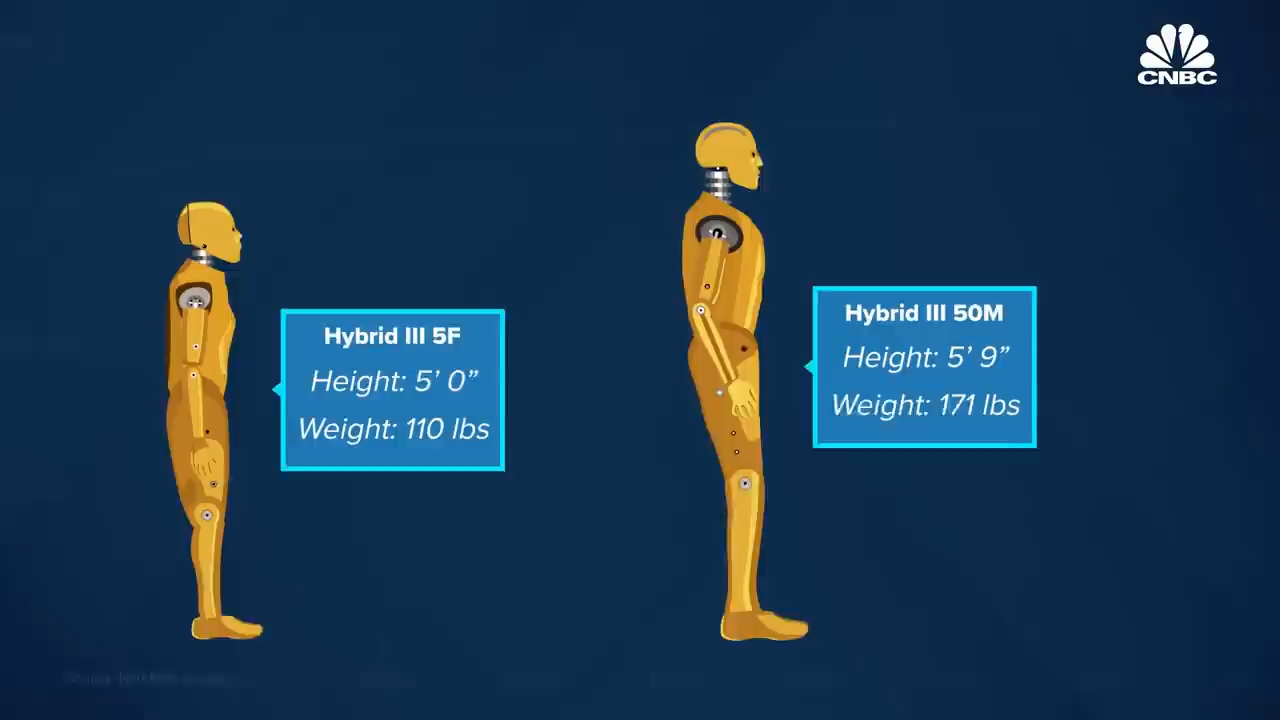 CNBC
Hybrid III 5F
Height: 5’ 0”
Weight: 110 lbs
Hybrid III 50M
Height: 5’ 9”
Weight: 171 lbs